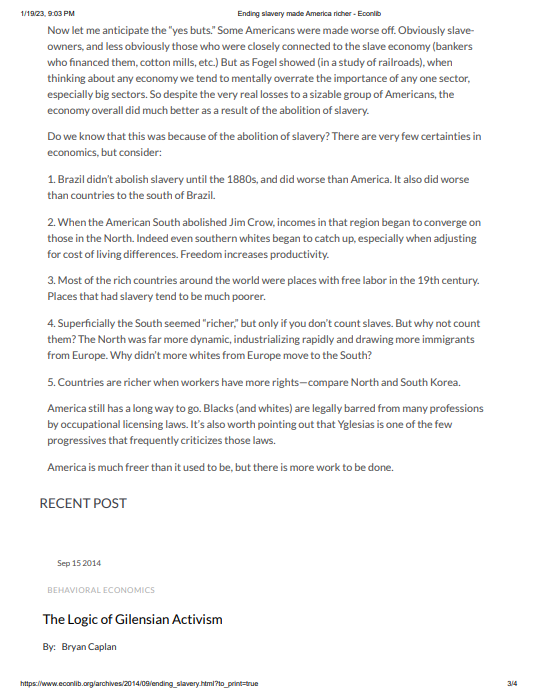 1/19/23, 9:03 PM
Ending slavery made America richer - Econlib
Now let me anticipate the “yes buts.” Some Americans were made worse off. Obviously slave-
owners, and less obviously those who were closely connected to the slave economy (bankers
who financed them, cotton mills, etc.) But as Fogel showed (in a study of railroads), when
thinking about any economy we tend to mentally overrate the importance of any one sector,
especially big sectors. So despite the very real losses to a sizable group of Americans, the
economy overall did much better as a result of the abolition of slavery.
Do we know that this was because of the abolition of slavery? There are very few certainties in
economics, but consider:
1. Brazil didn’t abolish slavery until the 1880s, and did worse than America. It also did worse
than countries to the south of Brazil.
2. When the American South abolished Jim Crow, incomes in that region began to converge on
those in the North. Indeed even southern whites began to catch up, especially when adjusting
for cost of living differences. Freedom increases productivity.
3. Most of the rich countries around the world were places with free labor in the 19th century.
Places that had slavery tend to be much poorer.
4. Superficially the South seemed “richer,” but only if you don’t count slaves. But why not count
them? The North was far more dynamic, industrializing rapidly and drawing more immigrants
from Europe. Why didn’t more whites from Europe move to the South?
5. Countries are richer when workers have more rights—compare North and South Korea.
America still has a long way to go. Blacks (and whites) are legally barred from many professions
by occupational licensing laws. It’s also worth pointing out that Yglesias is one of the few
progressives that frequently criticizes those laws.
America is much freer than it used to be, but there is more work to be done.
RECENT POST
Sep 15 2014
BEHAVIORAL ECONOMICS
The Logic of Gilensian Activism
By: Bryan Caplan
https://www.econlib.org/archives/2014/09/ending_slavery.html?to_print=true
3/4